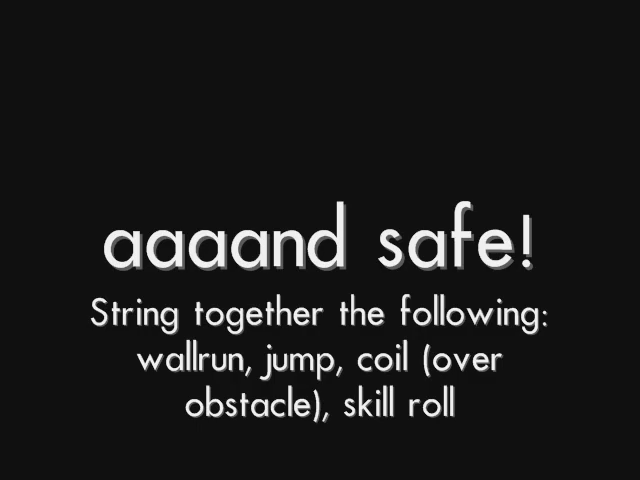 aaaand safe!
String together the following:
wallrun, jump, coil (over
obstacle), skill roll